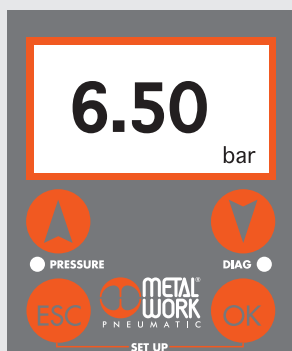 6.50
bar
PRESSURE
DIAG
ESC
METAL®
WORK
PNEUMATIC
OK
SET UP